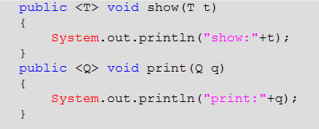 public <T> void show(T t)
{
System.out.println("show:"+t);
}
public <Q> void print(Q q)
{
System.out.println("print:"+q);
}